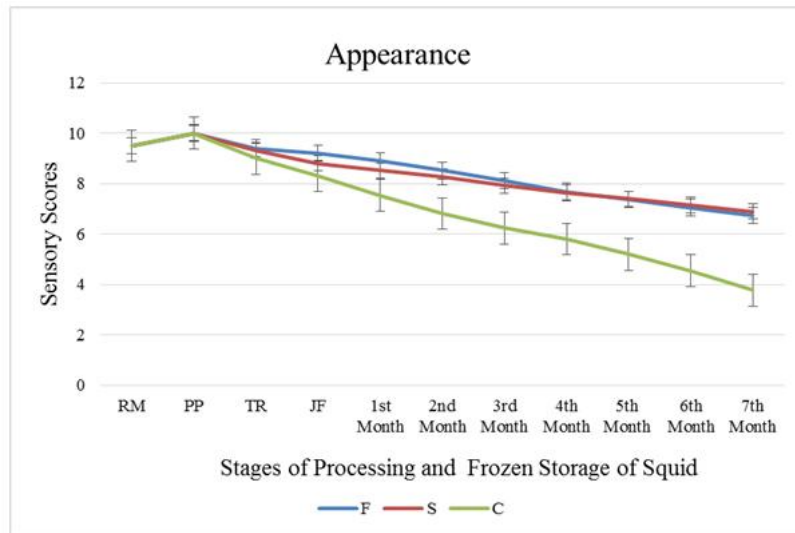 Appearance
12
10
8
6
4
2
0
Sensory Scores
RM PP TR JF 1st Month 2nd Month 3rd Month 4th Month 5th Month 6th Month 7th Month
Stages of Processing and Frozen Storage of Squid
F S C